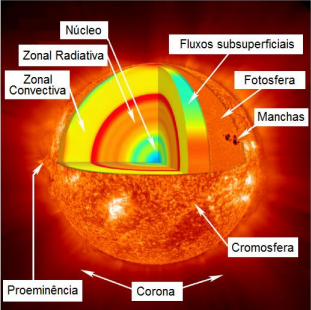 Núcleo
Zonal Radiativa
Zonal
Convectiva
Fluxos subsuperficiais
Fotosfera
Manchas
Cromosfera
Proeminência
Corona